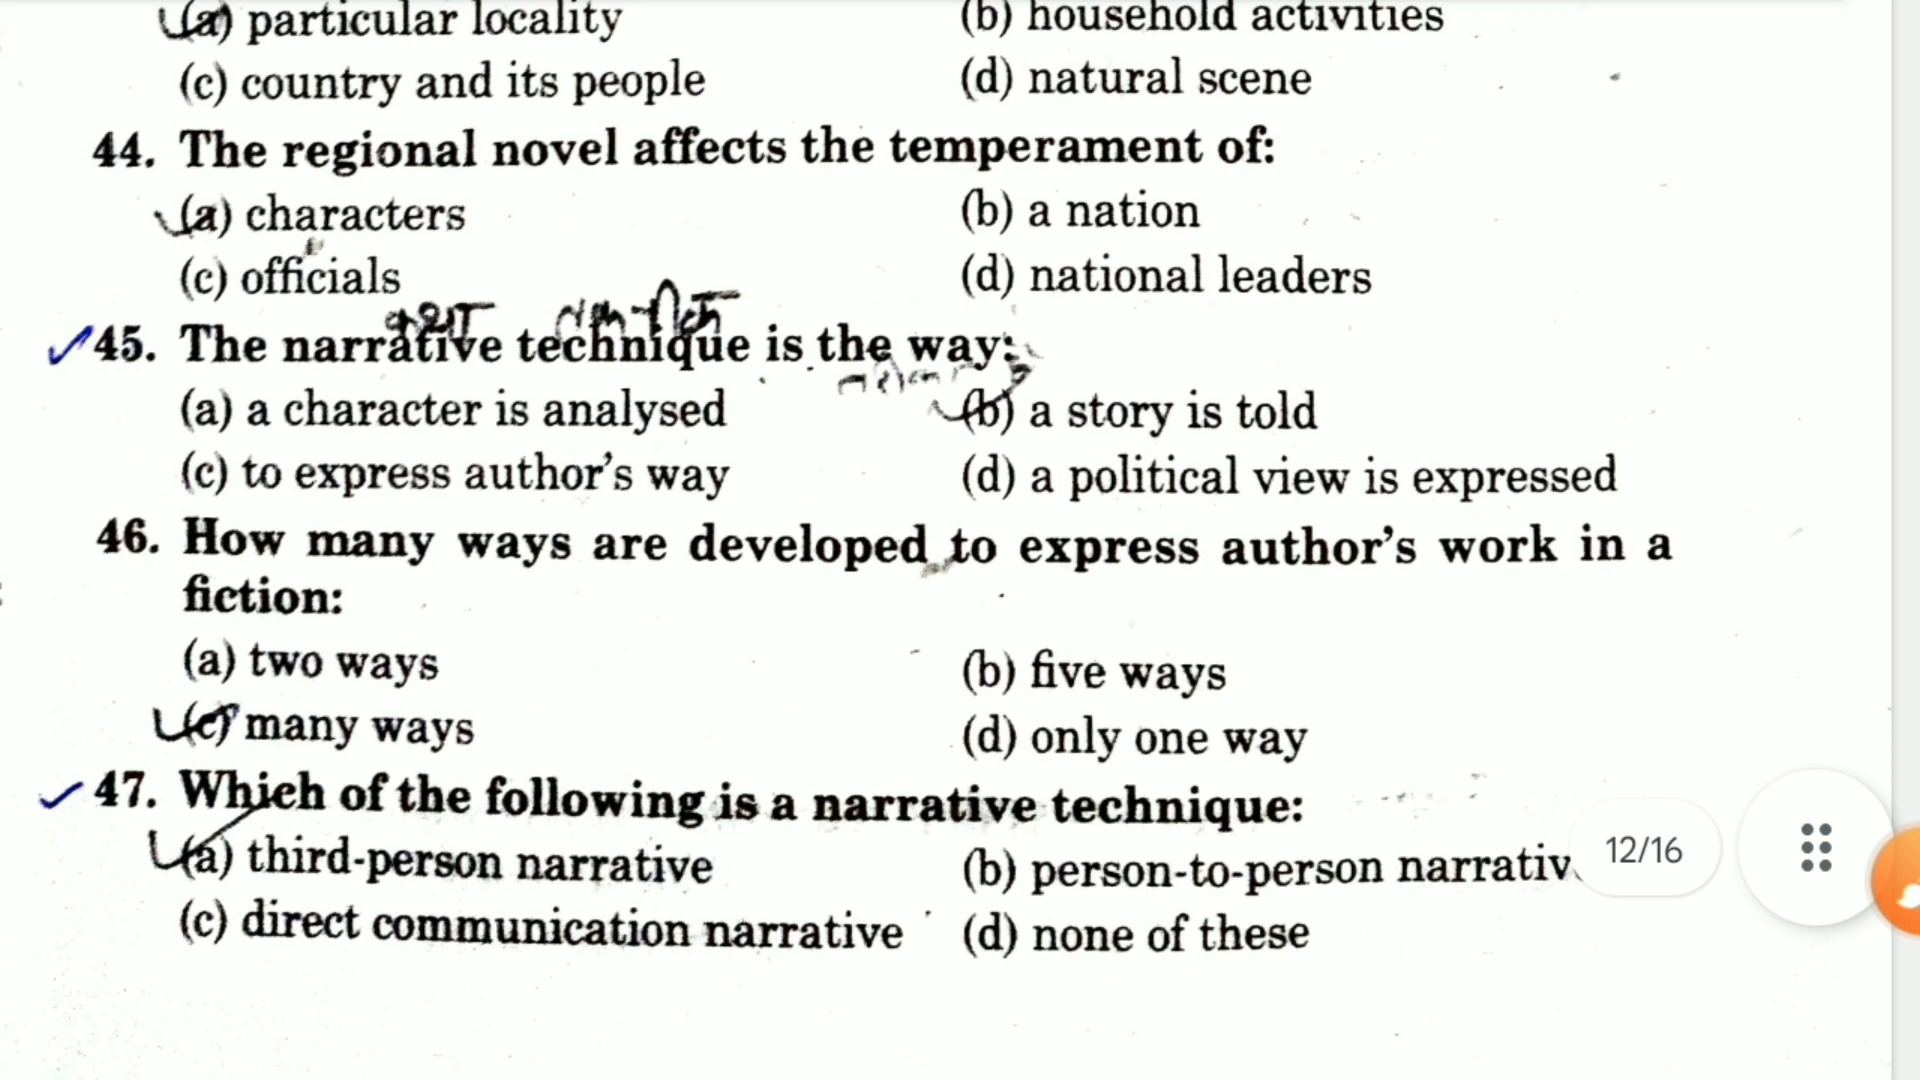 (a) particular locality (b) household activities
(c) country and its people (d) natural scene
44. The regional novel affects the temperament of:
(a) characters (b) a nation
(c) officials (d) national leaders
कथा तकनीक
45. The narrative technique is the way:
(a) a character is analysed (b) a story is told
(c) to express author's way (d) a political view is expressed
46. How many ways are developed to express author's work in a
fiction:
(a) two ways (b) five ways
(c) many ways (d) only one way
47. Which of the following is a narrative technique:
(a) third-person narrative (b) person-to-person narrativ
12/16
(c) direct communication narrative (d) none of these